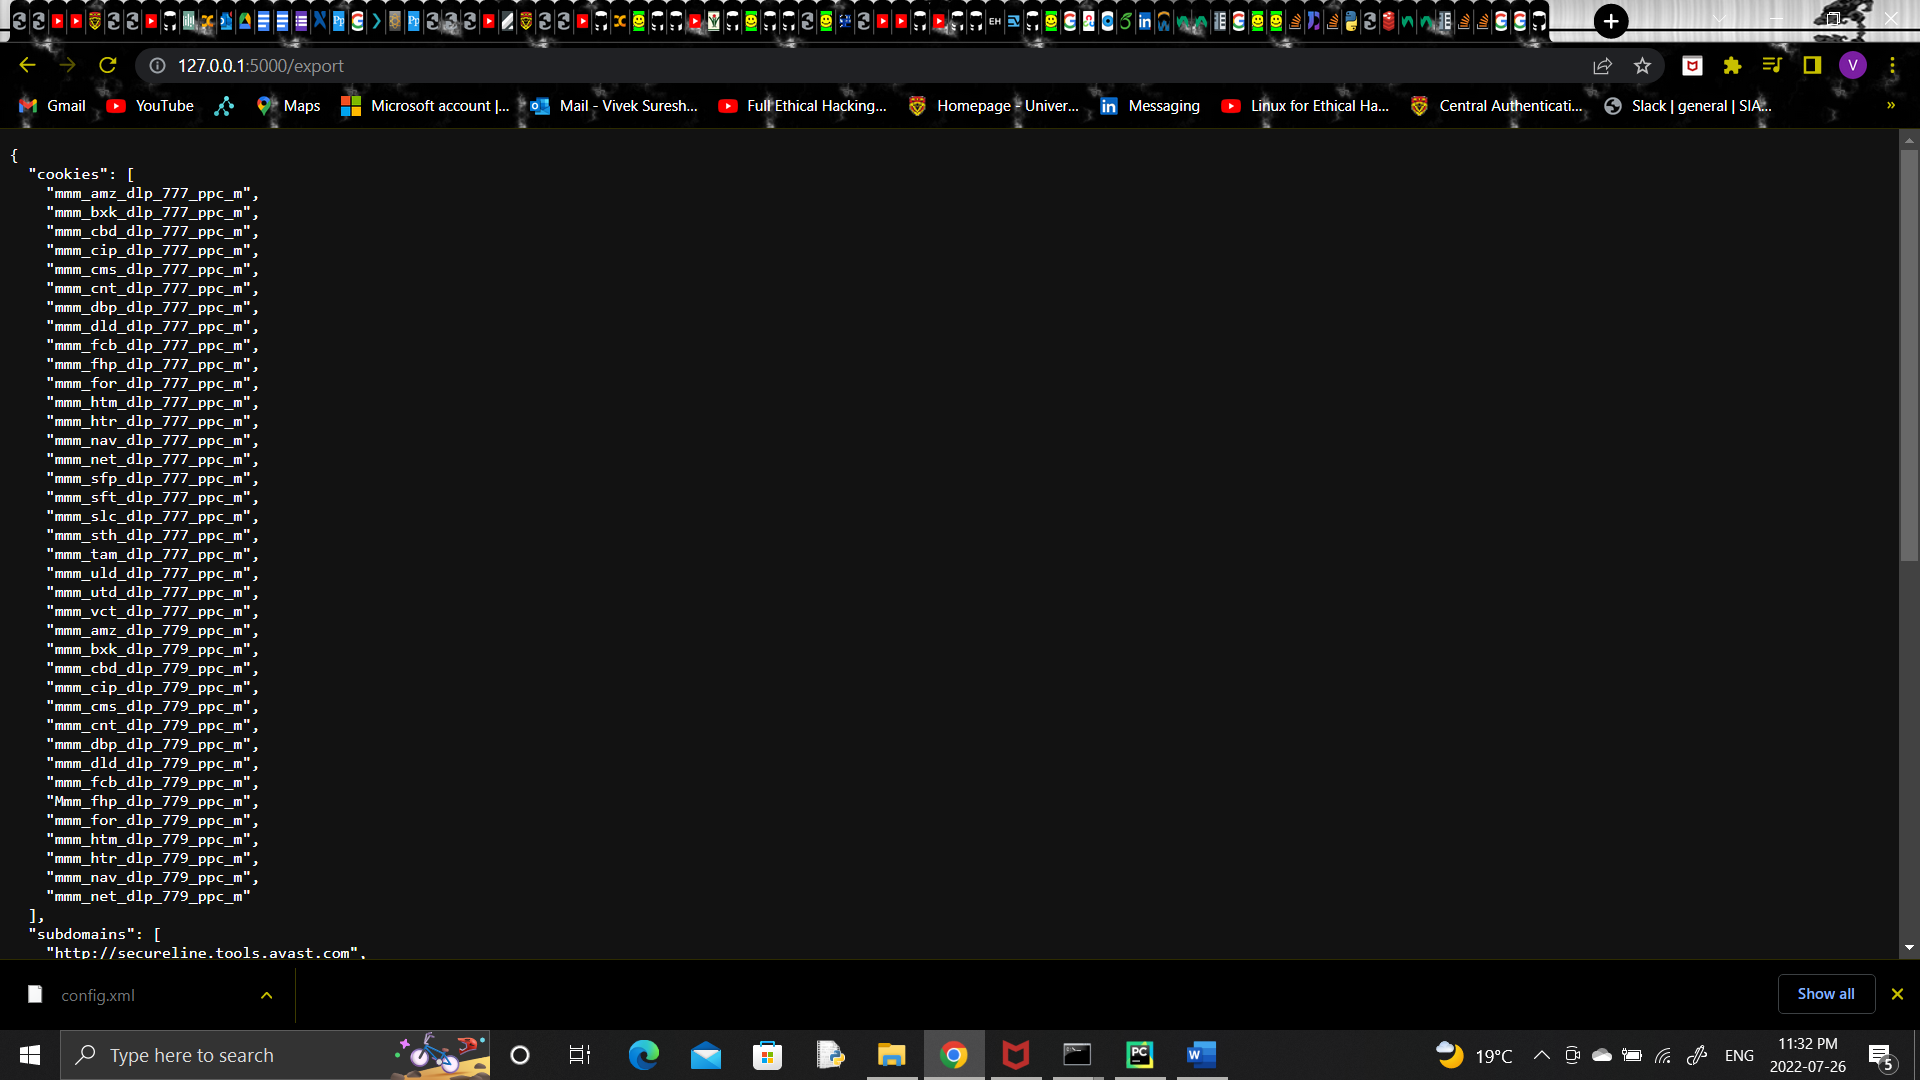 127.0.0.1:5000/export
Gmail YouTube Maps Microsoft account |... Mail - Vivek Suresh... Full Ethical Hacking... Homepage - Univer... Messaging Linux for Ethical Ha... Central Authenticati... Slack | general | SIA... »
{
"cookies": [
"mmm_amz_dlp_777_ppc_m",
"mmm_bxk_dlp_777_ppc_m",
"mmm_cbd_dlp_777_ppc_m",
"mmm_cip_dlp_777_ppc_m",
"mmm_cms_dlp_777_ppc_m",
"mmm_cnt_dlp_777_ppc_m",
"mmm_dbp_dlp_777_ppc_m",
"mmm_dld_dlp_777_ppc_m",
"mmm_fcb_dlp_777_ppc_m",
"mmm_fhp_dlp_777_ppc_m",
"mmm_for_dlp_777_ppc_m",
"mmm_htm_dlp_777_ppc_m",
"mmm_htr_dlp_777_ppc_m",
"mmm_nav_dlp_777_ppc_m",
"mmm_net_dlp_777_ppc_m",
"mmm_sfp_dlp_777_ppc_m",
"mmm_sft_dlp_777_ppc_m",
"mmm_slc_dlp_777_ppc_m",
"mmm_sth_dlp_777_ppc_m",
"mmm_tam_dlp_777_ppc_m",
"mmm_uld_dlp_777_ppc_m",
"mmm_utd_dlp_777_ppc_m",
"mmm_vct_dlp_777_ppc_m",
"mmm_amz_dlp_779_ppc_m",
"mmm_bxk_dlp_779_ppc_m",
"mmm_cbd_dlp_779_ppc_m",
"mmm_cip_dlp_779_ppc_m",
"mmm_cms_dlp_779_ppc_m",
"mmm_cnt_dlp_779_ppc_m",
"mmm_dbp_dlp_779_ppc_m",
"mmm_dld_dlp_779_ppc_m",
"mmm_fcb_dlp_779_ppc_m",
"Mmm_fhp_dlp_779_ppc_m",
"mmm_for_dlp_779_ppc_m",
"mmm_htm_dlp_779_ppc_m",
"mmm_htr_dlp_779_ppc_m",
"mmm_nav_dlp_779_ppc_m",
"mmm_net_dlp_779_ppc_m"
],
"subdomains": [
"http://secureline.tools.avast.com",
config.xml Show all
Type here to search 19°C ENG 11:32 PM
2022-07-26 5